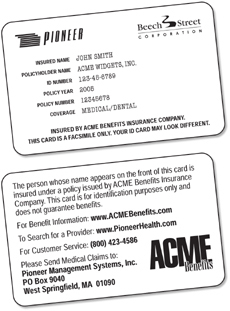 PIONEER
Beech Street
CORPORATION
INSURED NAME JOHN SMITH
POLICYHOLDER NAME ACME WIDGETS, INC.
ID NUMBER 123-45-6789
POLICY YEAR 2005
POLICY NUMBER 12345678
COVERAGE MEDICAL/DENTAL
INSURED BY ACME BENEFITS INSURANCE COMPANY.
THIS CARD IS A FACSIMILE ONLY. YOUR ID CARD MAY LOOK DIFFERENT.
The person whose name appears on the front of this card is
insured under a policy issued by ACME Benefits Insurance
Company. This card is for identification purposes only and
does not guarantee benefits.
For Benefit Information: www.ACMEBenefits.com
To Search for a Provider: www.PioneerHealth.com
For Customer Service: (800) 423-4586
Please Send Medical Claims to:
Pioneer Management Systems, Inc.
PO Box 9040
West Springfield, MA 01090
ACME
Benefits